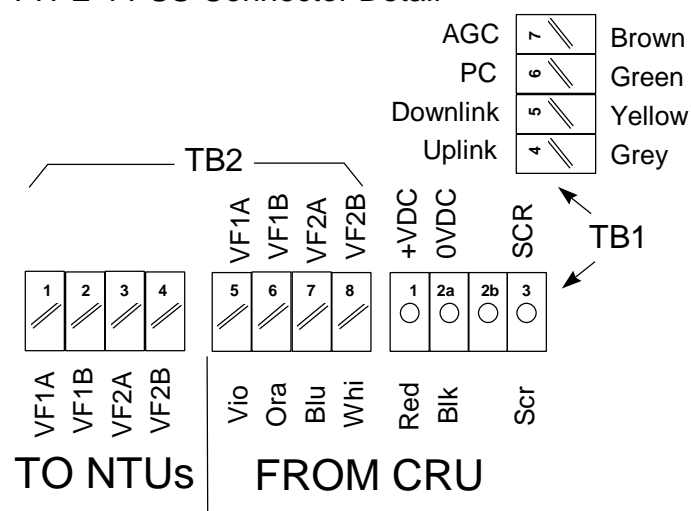 AGC 7 Brown
PC 6 Green
Downlink 5 Yellow
Uplink 4 Grey
TB2
TB1
VF1A VF1B VF2A VF2B +VDC 0VDC SCR
1 2 3 4 5 6 7 8 1 2a 2b 3
VF1A VF1B VF2A VF2B Vio Ora Blu Whi Red Blk Scr
TO NTUs FROM CRU